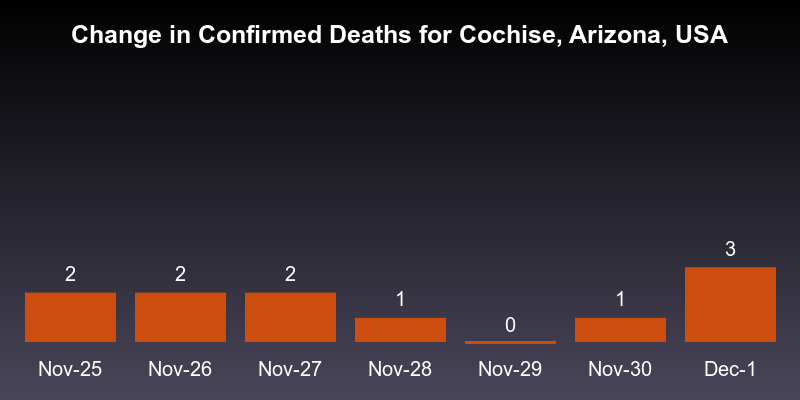 Change in Confirmed Deaths for Cochise, Arizona, USA
2
2
2
1
0
1
3
Nov-25
Nov-26
Nov-27
Nov-28
Nov-29
Nov-30
Dec-1